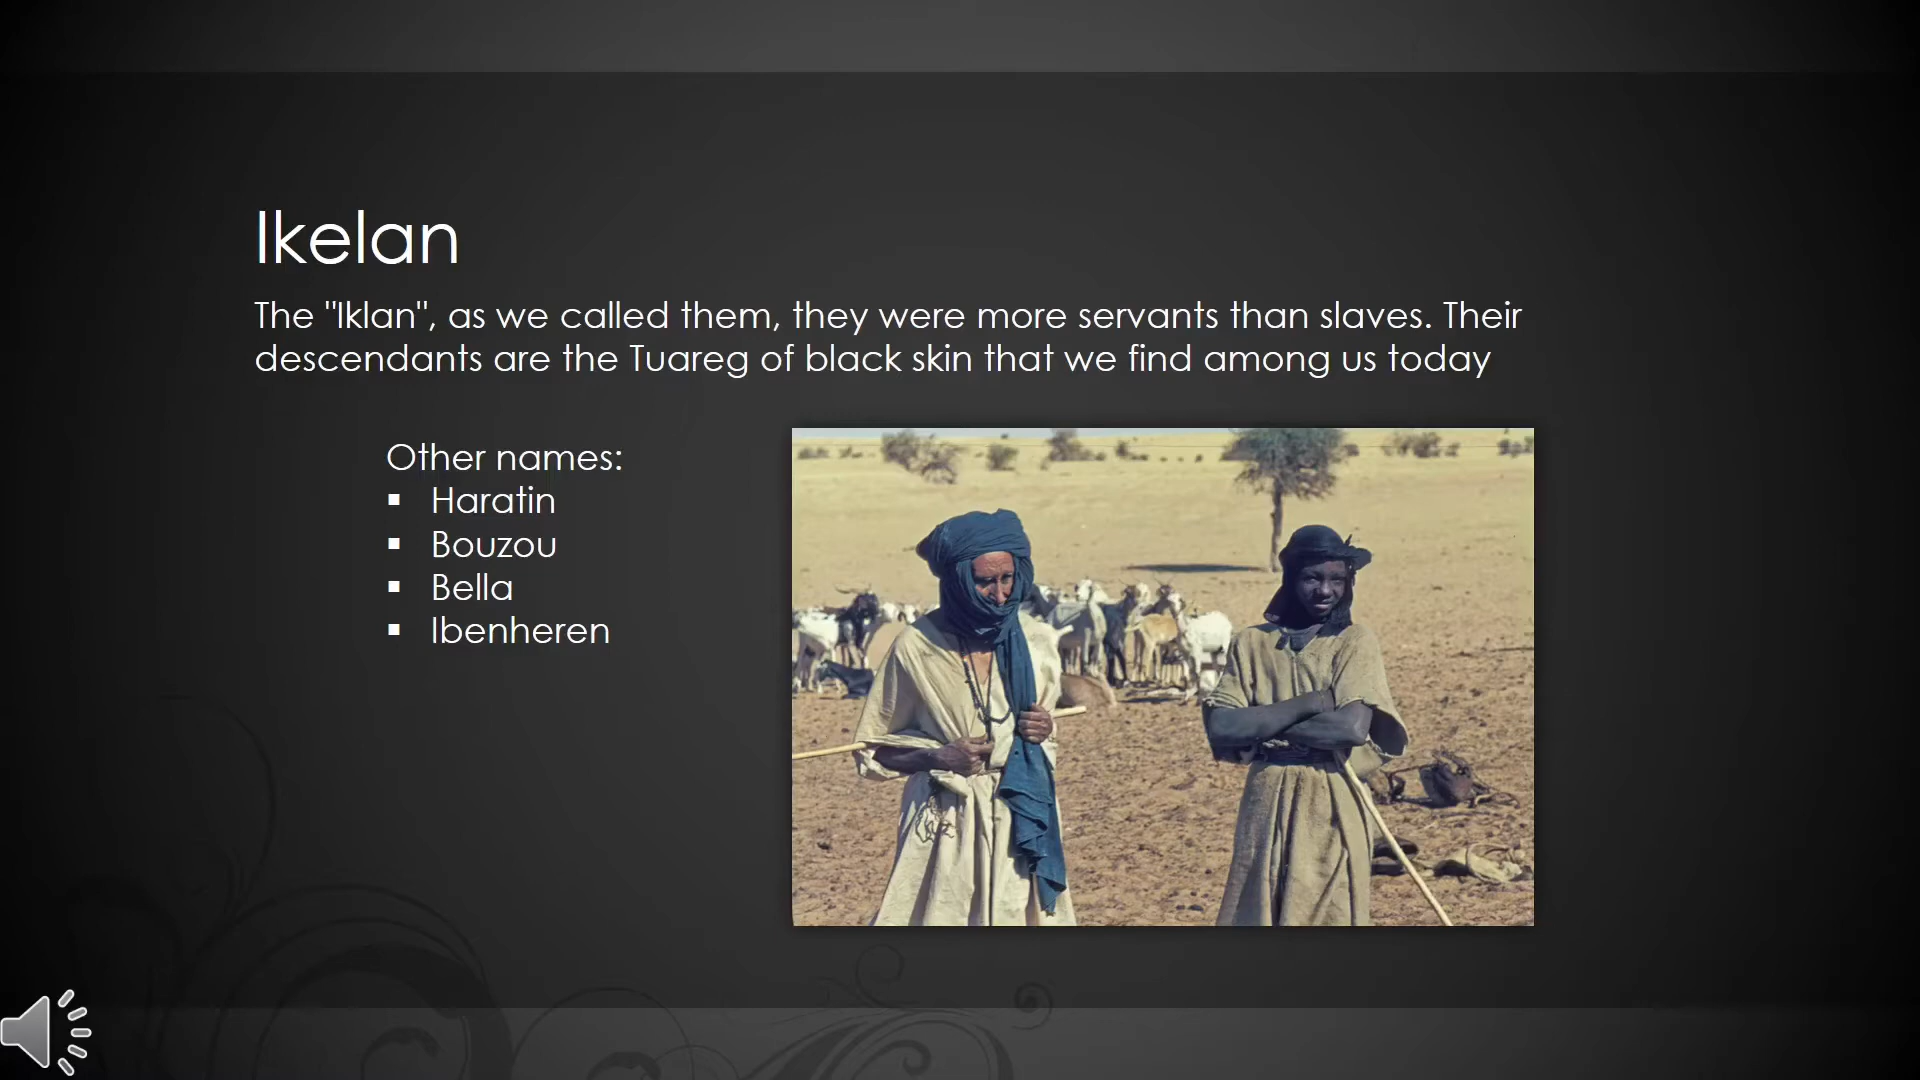 Ikelan
The "Iklan", as we called them, they were more servants than slaves. Their
descendants are the Tuareg of black skin that we find among us today
Other names:
▪ Haratin
▪ Bouzou
▪ Bella
▪ Ibenheren